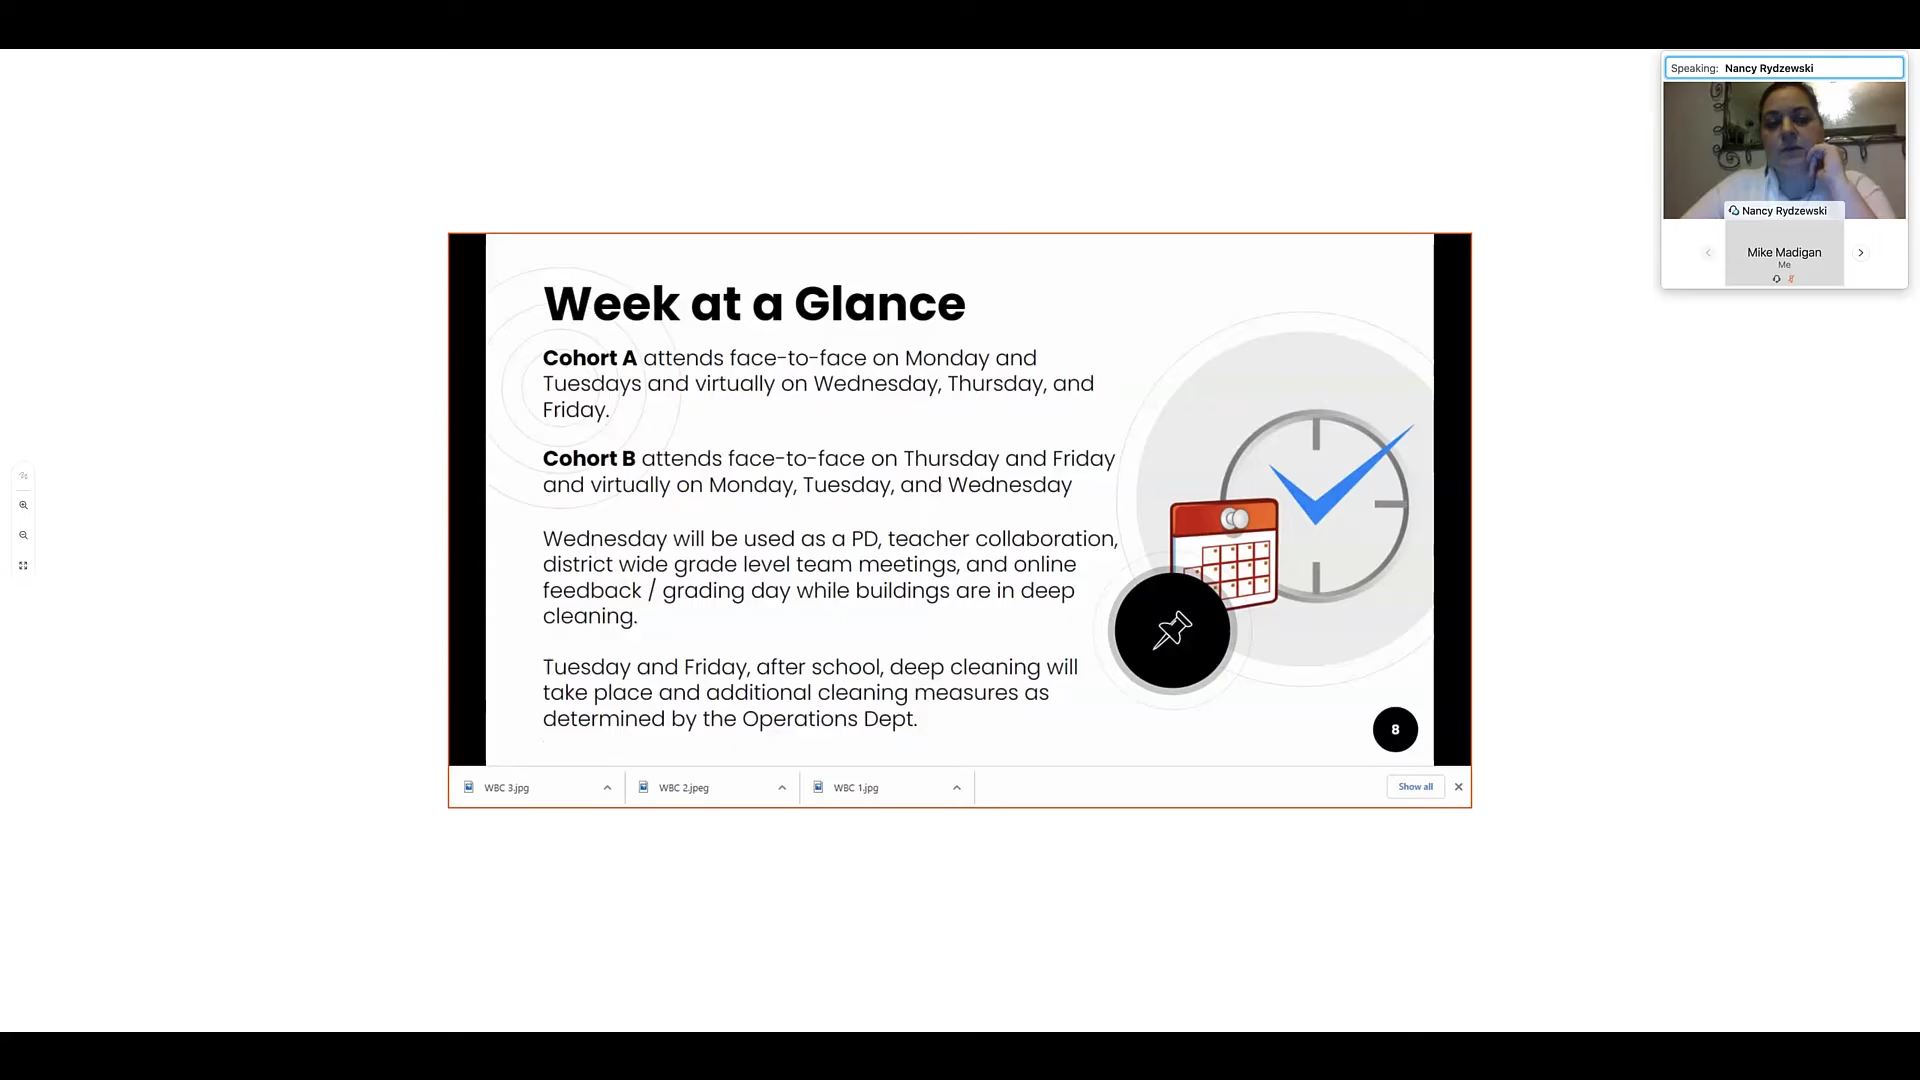 Speaking: Nancy Rydzewski
Nancy Rydzewski
Mike Madigan
Me
Week at a Glance
Cohort A attends face-to-face on Monday and
Tuesdays and virtually on Wednesday, Thursday, and
Friday.
Cohort B attends face-to-face on Thursday and Friday
and virtually on Monday, Tuesday, and Wednesday
Wednesday will be used as a PD, teacher collaboration,
district wide grade level team meetings, and online
feedback / grading day while buildings are in deep
cleaning.
Tuesday and Friday, after school, deep cleaning will
take place and additional cleaning measures as
determined by the Operations Dept.
8
WBC 3.jpg
WBC 2.jpeg
WBC 1.jpg
Show all